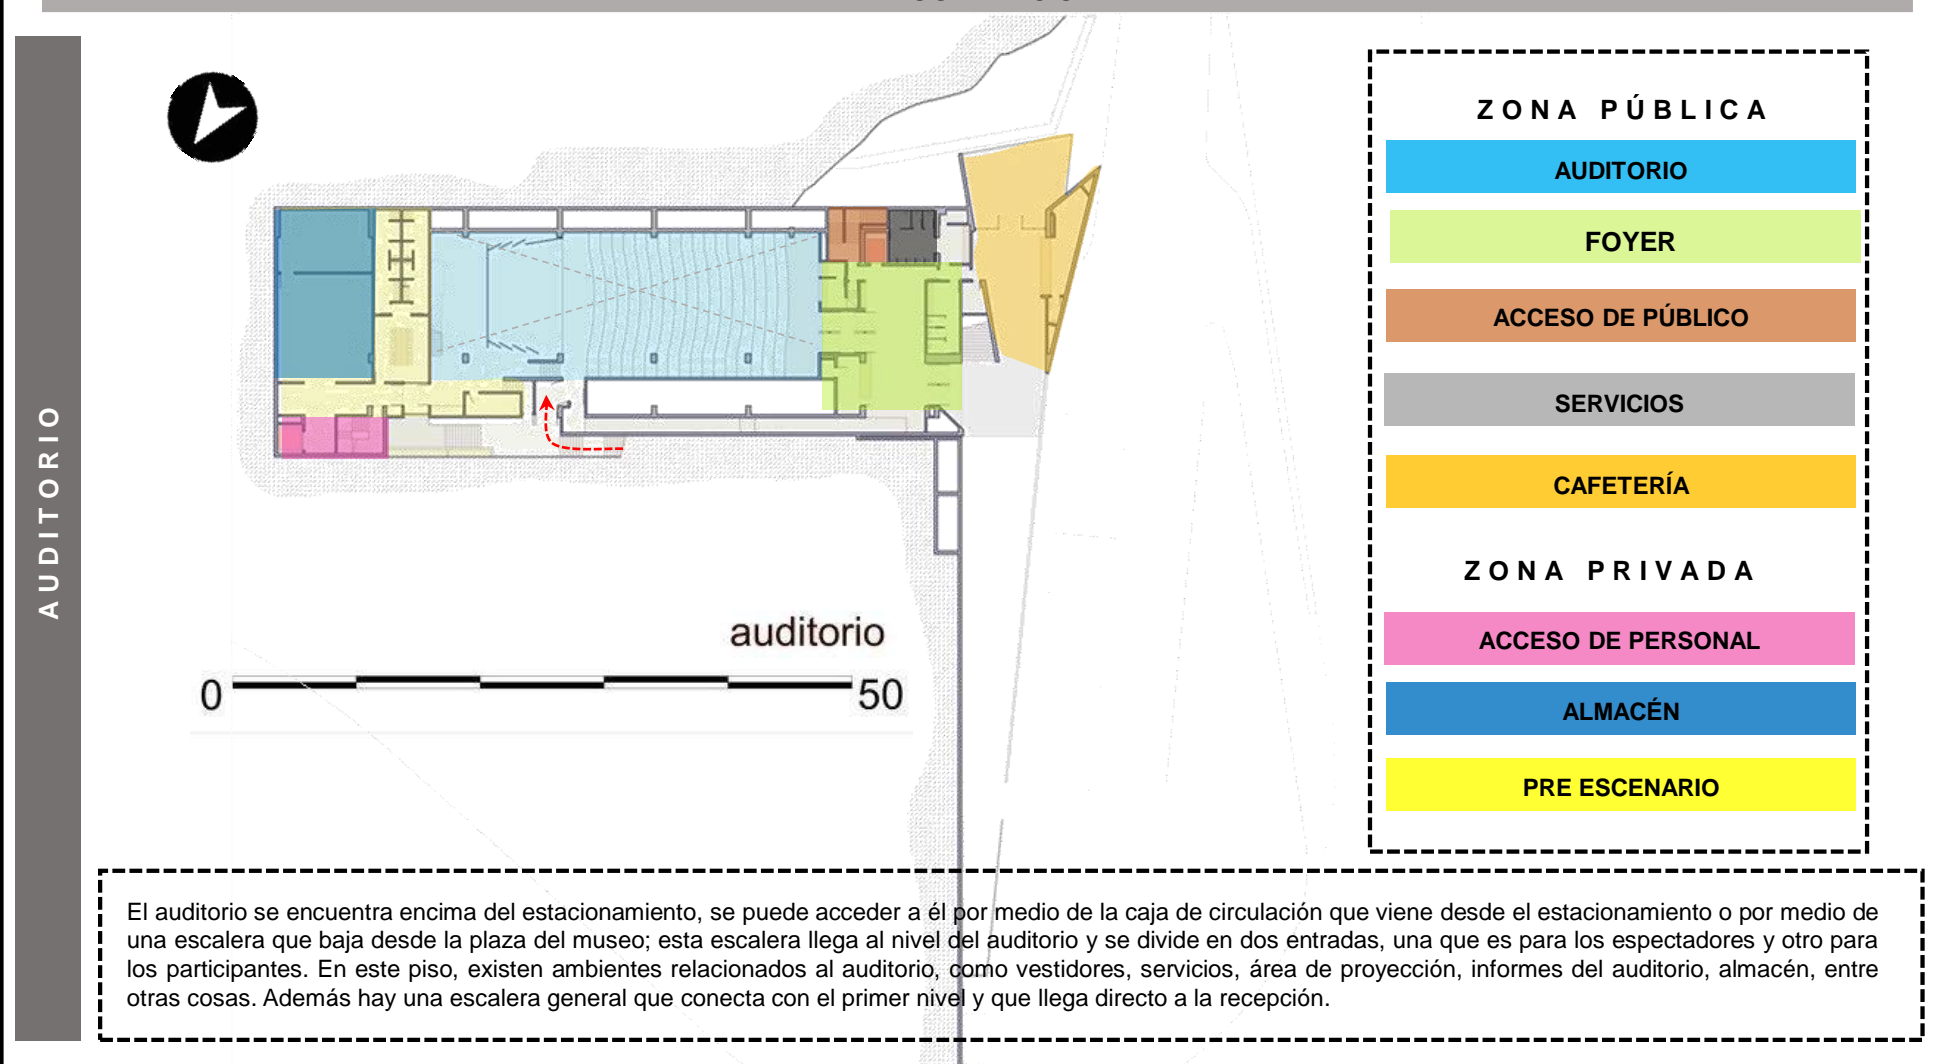 AUDITORIO
ZONA PÚBLICA
AUDITORIO
FOYER
ACCESO DE PÚBLICO
SERVICIOS
CAFETERÍA
ZONA PRIVADA
ACCESO DE PERSONAL
ALMACÉN
PRE ESCENARIO
auditorio
0 50
El auditorio se encuentra encima del estacionamiento, se puede acceder a él por medio de la caja de circulación que viene desde el estacionamiento o por medio de
una escalera que baja desde la plaza del museo; esta escalera llega al nivel del auditorio y se divide en dos entradas, una que es para los espectadores y otro para
los participantes. En este piso, existen ambientes relacionados al auditorio, como vestidores, servicios, área de proyección, informes del auditorio, almacén, entre
otras cosas. Además hay una escalera general que conecta con el primer nivel y que llega directo a la recepción.